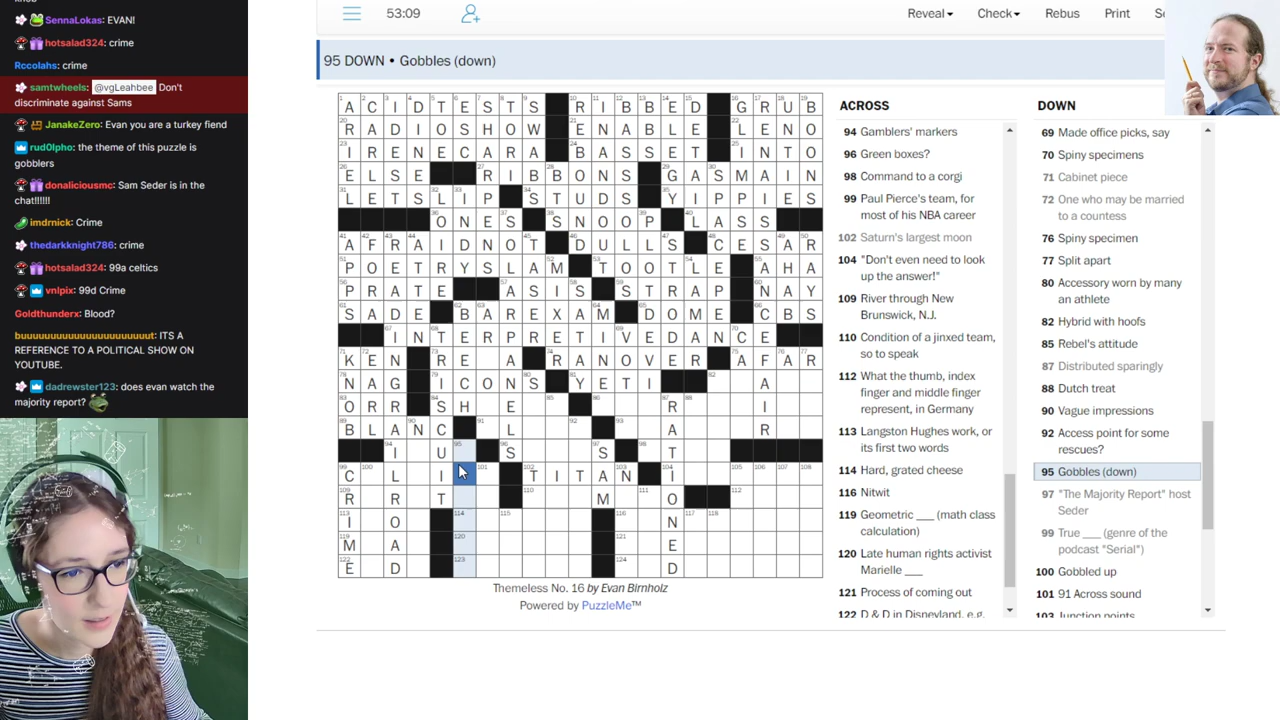 SennaLokas: EVAN!
hotsalad324: crime
Rccolahs: crime
samtwheels: @vgLeahbee Don't
discriminate against Sams
JanakeZero: Evan you are a turkey fiend
rud0lpho: the theme of this puzzle is
gobblers
donaliciousmc: Sam Seder is in the
chat!!!!!!
imdrnick: Crime
thedarkknight786: crime
hotsalad324: 99a celtics
vnlpix: 99d Crime
Goldthunderx: Blood?
buuuuuuuuuuuuuuuuuuuuuuut: ITS A
REFERENCE TO A POLITICAL SHOW ON
YOUTUBE.
dadrewster123: does evan watch the
majority report?
53:09
Reveal
Check
Rebus
Print
95 DOWN • Gobbles (down)
A C I D T E S T S R I B B E D G R U B
R A D I O S H O W E N A B L E L E N O
I R E N E C A R A B A S S E T I N T O
E L S E R I B B O N S G A S M A I N
L E T S L I P S T U D S Y I P P I E S
O N E S S N O O P L A S S
A F R A I D N O T D U L L S C E S A R
P O E T R Y S L A M T O O T L E A H A
P R A T E A S I S S T R A P N A Y
S A D E B A R E X A M D O M E C B S
I N T E R P R E T I V E D A N C E
K E N R E A R A N O V E R A F A R
N A G I C O N S Y E T I A
O R R S H E R I
B L A N C L A R
I U S S T
C L I T I T A N I
R R T M O
I O N
M A E
E D D
Themeless No. 16 by Evan Birnholz
Powered by PuzzleMe™
ACROSS
94 Gamblers' markers
96 Green boxes?
98 Command to a corgi
99 Paul Pierce's team, for
most of his NBA career
102 Saturn's largest moon
104 "Don't even need to look
up the answer!"
109 River through New
Brunswick, N.J.
110 Condition of a jinxed team,
so to speak
112 What the thumb, index
finger and middle finger
represent, in Germany
113 Langston Hughes work, or
its first two words
114 Hard, grated cheese
116 Nitwit
119 Geometric ___ (math class
calculation)
120 Late human rights activist
Marielle ___
121 Process of coming out
122 D & D in Disneyland, e.g.
DOWN
69 Made office picks, say
70 Spiny specimens
71 Cabinet piece
72 One who may be married
to a countess
76 Spiny specimen
77 Split apart
80 Accessory worn by many
an athlete
82 Hybrid with hoofs
85 Rebel's attitude
87 Distributed sparingly
88 Dutch treat
90 Vague impressions
92 Access point for some
rescues?
95 Gobbles (down)
97 "The Majority Report" host
Seder
99 True ___ (genre of the
podcast "Serial")
100 Gobbled up
101 91 Across sound
103 Junction points